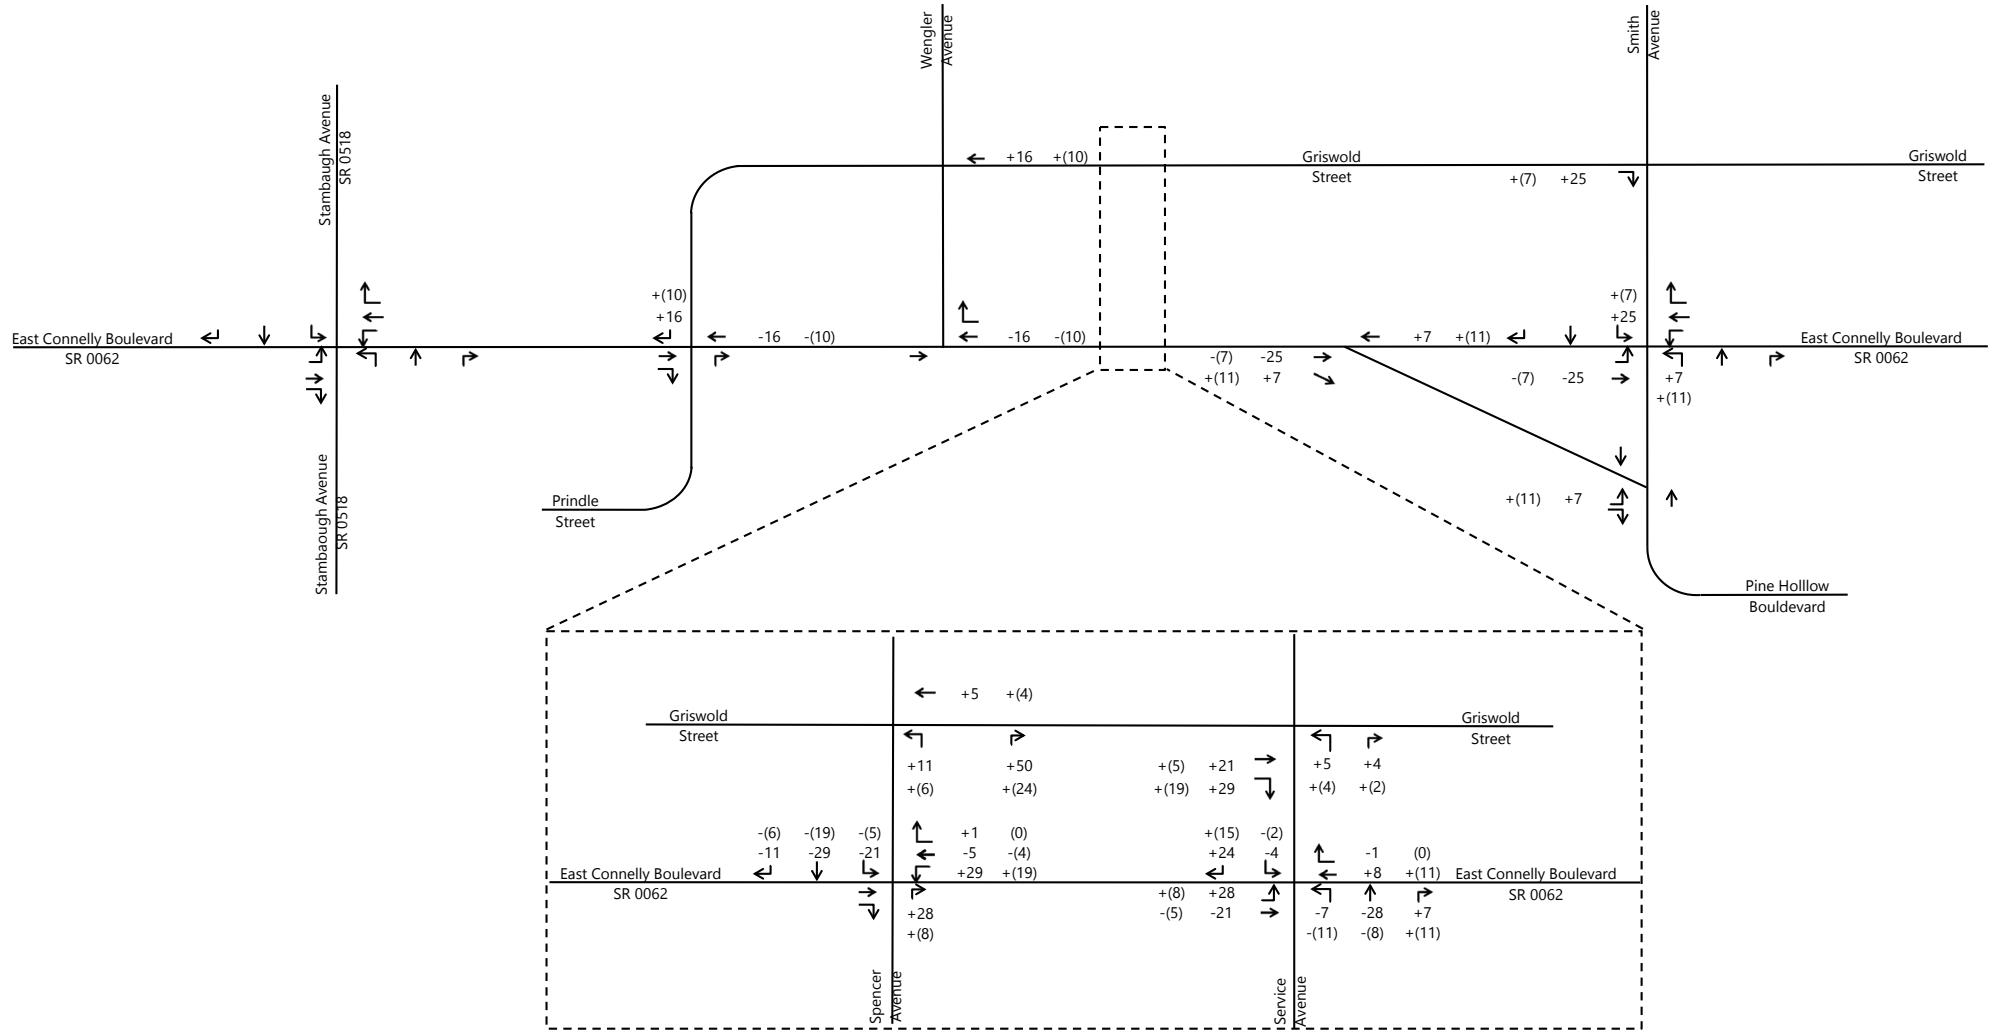 Wengler
Avenue
Smith
Avenue
Stambaugh Avenue
SR 0518
+16 +(10)
Griswold
Street
Griswold
Street
+(7) +25
+(10)
+16
+(7)
+25
East Connelly Boulevard
SR 0062
-16 -(10)
-16 -(10)
+7 +(11)
East Connelly Boulevard
SR 0062
-(7) -25
+(11) +7
-(7) -25
+7
+(11)
Stambaough Avenue
SR 0518
Prindle
Street
+(11) +7
Pine Holllow
Bouldevard
+5 +(4)
Griswold
Street
Griswold
Street
+11 +50
+(6) +(24)
+(5) +21
+(19) +29
+5 +4
+(4) +(2)
-(6) -(19) -(5)
-11 -29 -21
+1 (0)
-5 -(4)
+29 +(19)
+(15) -(2)
+24 -4
-1 (0)
+8 +(11)
East Connelly Boulevard
SR 0062
East Connelly Boulevard
SR 0062
+28
+(8)
+(8) +28
-(5) -21
-7 -28 +7
-(11) -(8) +(11)
Spencer
Avenue
Service
Avenue